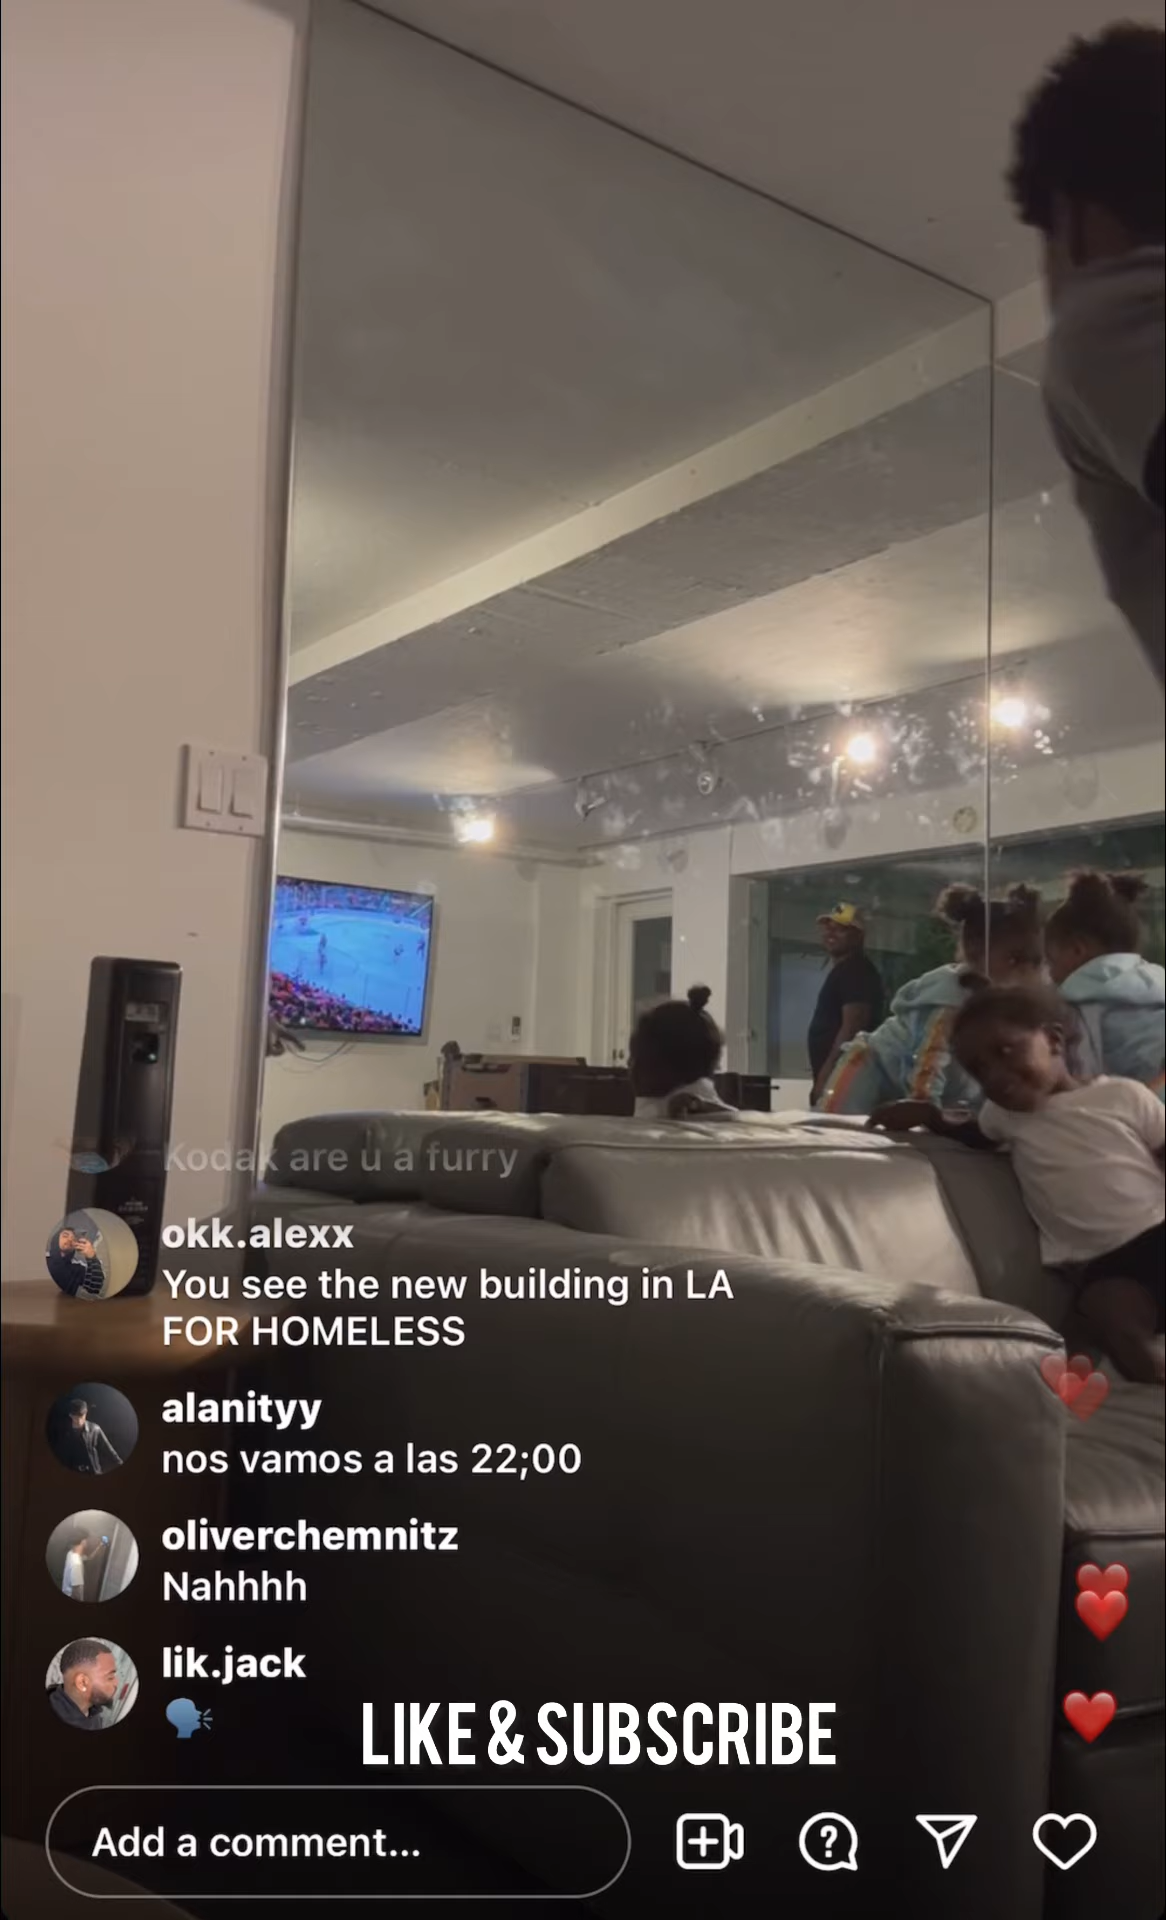 Kodak are u a furry
okk.alexx
You see the new building in LA
FOR HOMELESS
alanityy
nos vamos a las 22;00
oliverchemnitz
Nahhhh
lik.jack
LIKE & SUBSCRIBE
Add a comment...